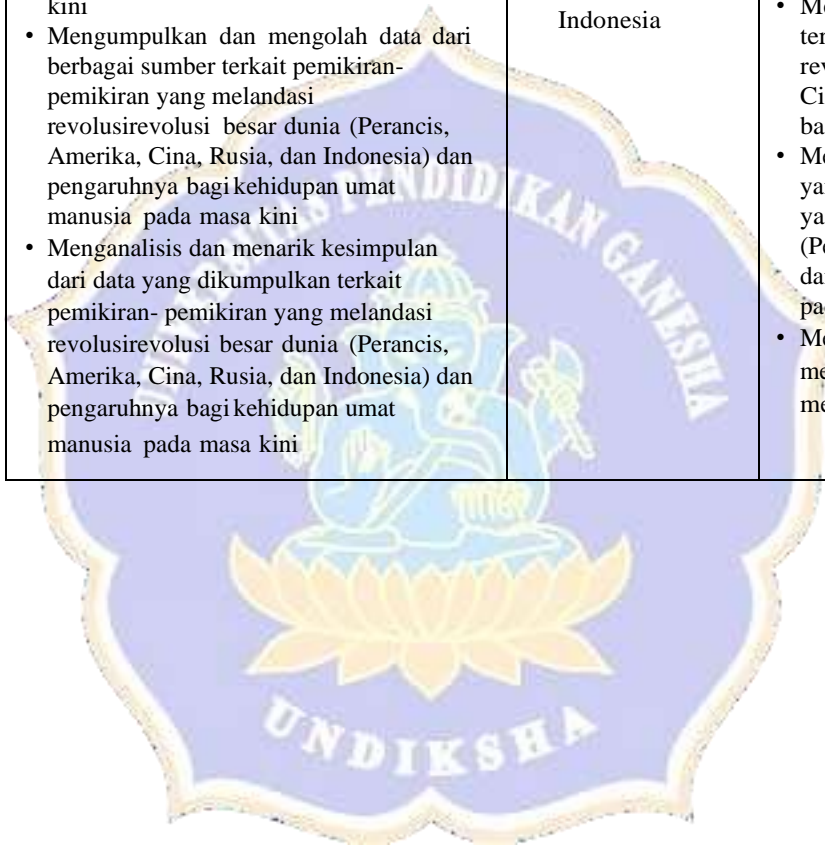 kini
• Mengumpulkan dan mengolah data dari
berbagai sumber terkait pemikiran-
pemikiran yang melandasi
revolusirevolusi besar dunia (Perancis,
Amerika, Cina, Rusia, dan Indonesia) dan
pengaruhnya bagi kehidupan umat
manusia pada masa kini
• Menganalisis dan menarik kesimpulan
dari data yang dikumpulkan terkait
pemikiran- pemikiran yang melandasi
revolusirevolusi besar dunia (Perancis,
Amerika, Cina, Rusia, dan Indonesia) dan
pengaruhnya bagi kehidupan umat
manusia pada masa kini
Indonesia
UNIVERSITAS PENDIDIKAN GANESHA
UNDIKSHA